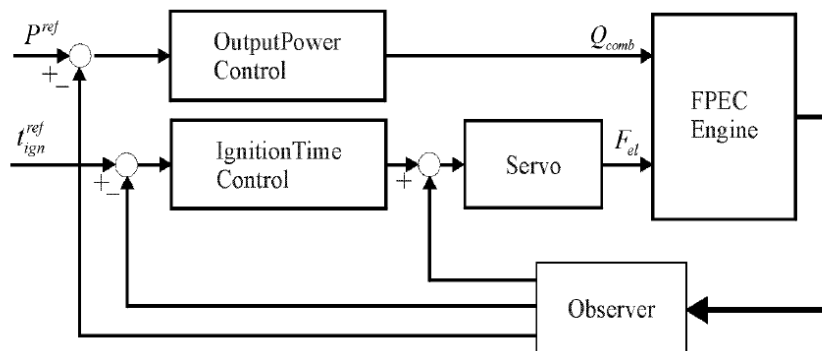 P^ref
+
−
OutputPower
Control
Q_comb
FPEC
Engine
t_ign^ref
+
−
IgnitionTime
Control
+
Servo
F_el
Observer